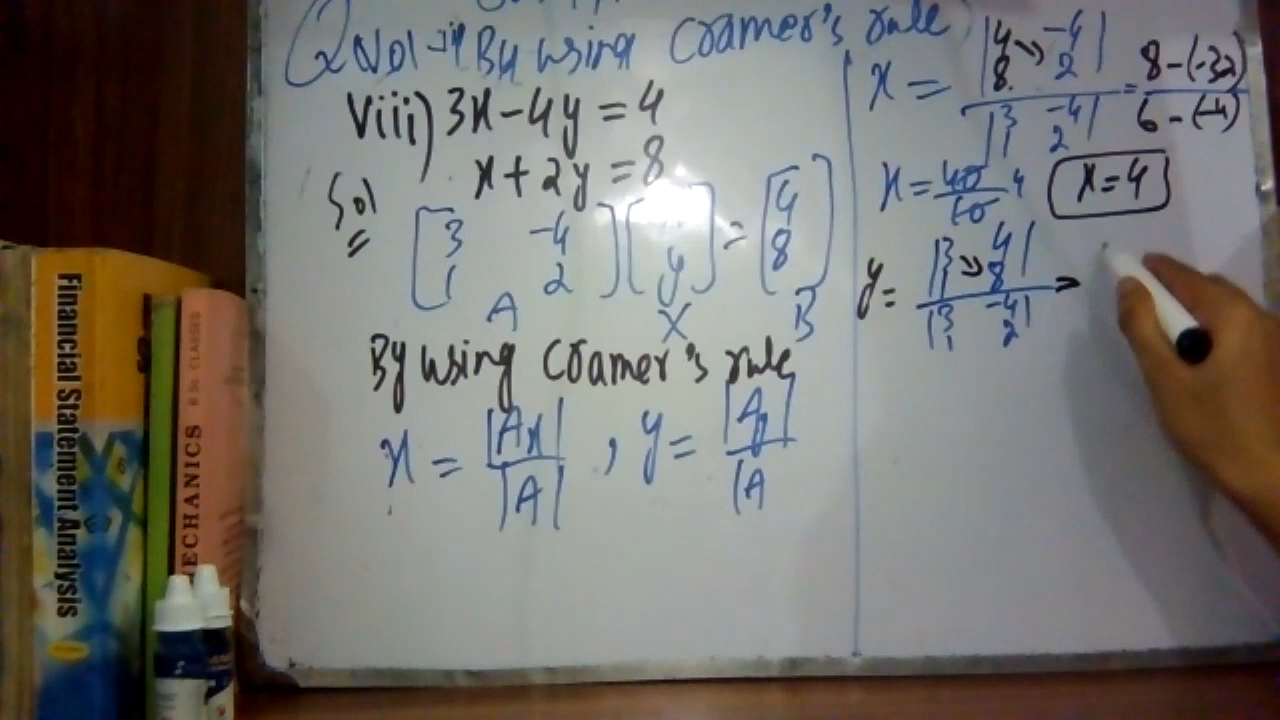 By using Cramer's rule
viii) 3x-4y=4
x+2y=8
Sol
[3 -4
1 2] [
y] = [4
8]
A X B
By using Cramer's rule
x = |Ax| / |A| , y = |Ay| / |A
x = |4 -4
8 2| / |3 -4
1 2| = 8-(-32) / 6-(-4)
x = 40/10 4 x=4
y = |3 4
1 8| / |3 -4
1 2|
Financial Statement Analysis
MECHANICS
B Sc CLASSES